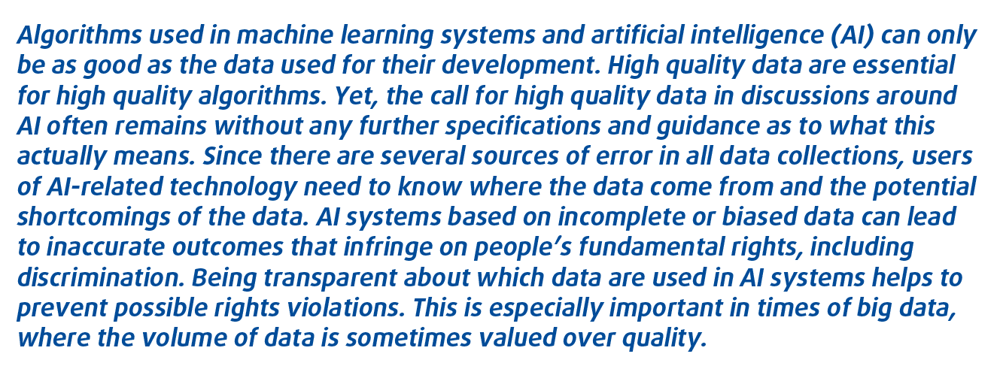 Algorithms used in machine learning systems and artificial intelligence (AI) can only
be as good as the data used for their development. High quality data are essential
for high quality algorithms. Yet, the call for high quality data in discussions around
AI often remains without any further specifications and guidance as to what this
actually means. Since there are several sources of error in all data collections, users
of AI-related technology need to know where the data come from and the potential
shortcomings of the data. AI systems based on incomplete or biased data can lead
to inaccurate outcomes that infringe on people’s fundamental rights, including
discrimination. Being transparent about which data are used in AI systems helps to
prevent possible rights violations. This is especially important in times of big data,
where the volume of data is sometimes valued over quality.